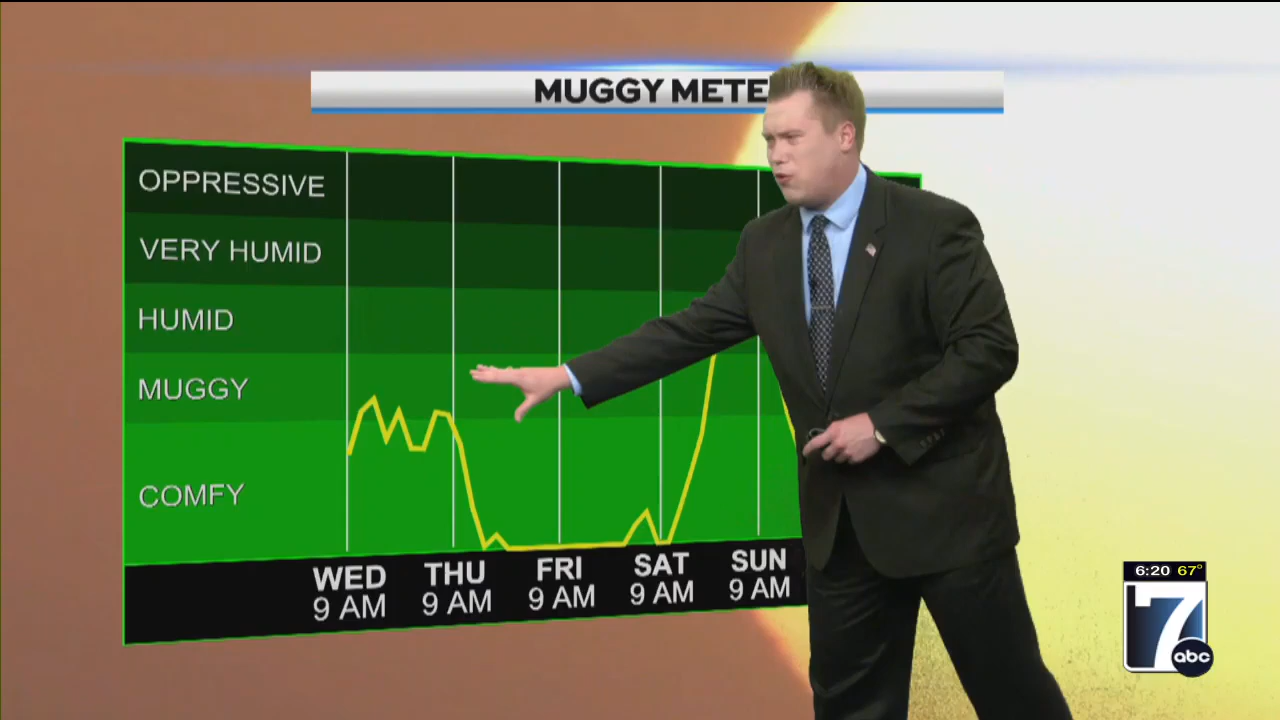 MUGGY METE
OPPRESSIVE
VERY HUMID
HUMID
MUGGY
COMFY
WED THU FRI SAT SUN
9 AM 9 AM 9 AM 9 AM 9 AM
6:20 67°
7
abc